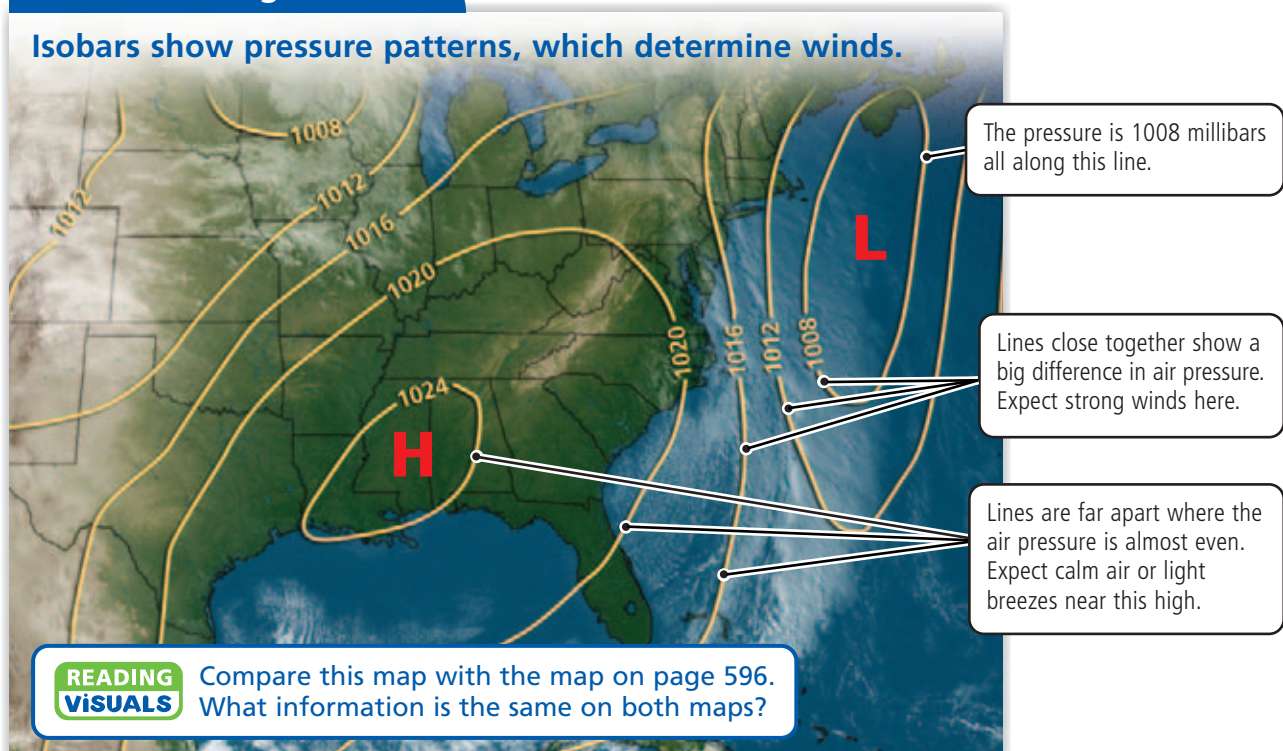 Isobars show pressure patterns, which determine winds.
1008
1012
1012
1016
1020
1024
H
1020
1016
1012
1008
L
The pressure is 1008 millibars
all along this line.
Lines close together show a
big difference in air pressure.
Expect strong winds here.
Lines are far apart where the
air pressure is almost even.
Expect calm air or light
breezes near this high.
READING
ViSUALS
Compare this map with the map on page 596.
What information is the same on both maps?